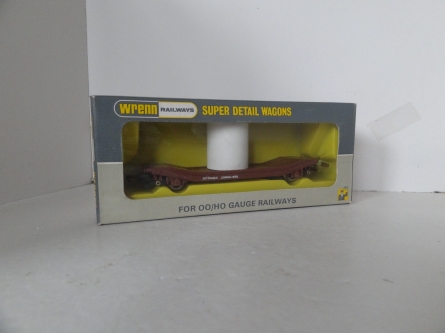 wrenn RAILWAYS SUPER DETAIL WAGONS
FOR OO/HO GAUGE RAILWAYS